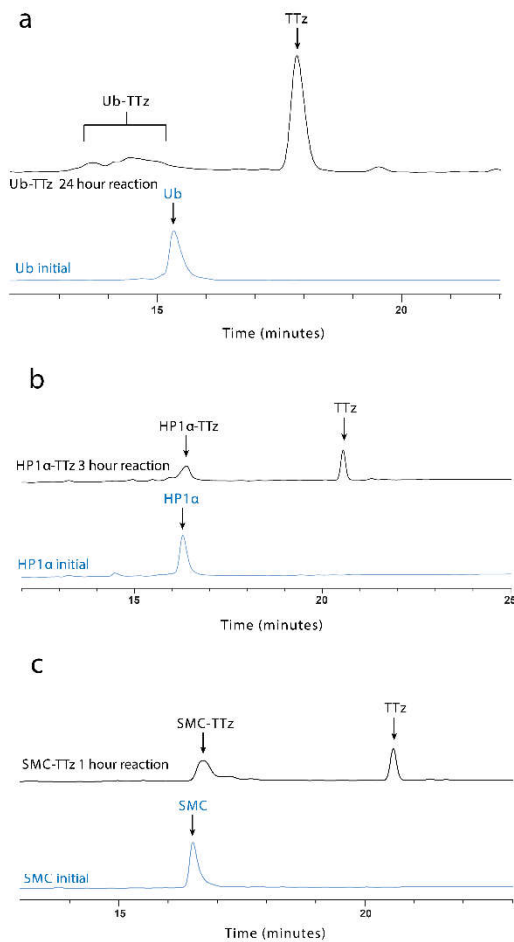 a
TTz
Ub-TTz
Ub-TTz 24 hour reaction
Ub
Ub initial
15 20
Time (minutes)
b
TTz
HP1α-TTz
HP1α-TTz 3 hour reaction
HP1α
HP1α initial
15 20 25
Time (minutes)
c
TTz
SMC-TTz
SMC-TTz 1 hour reaction
SMC
SMC initial
15 20
Time (minutes)